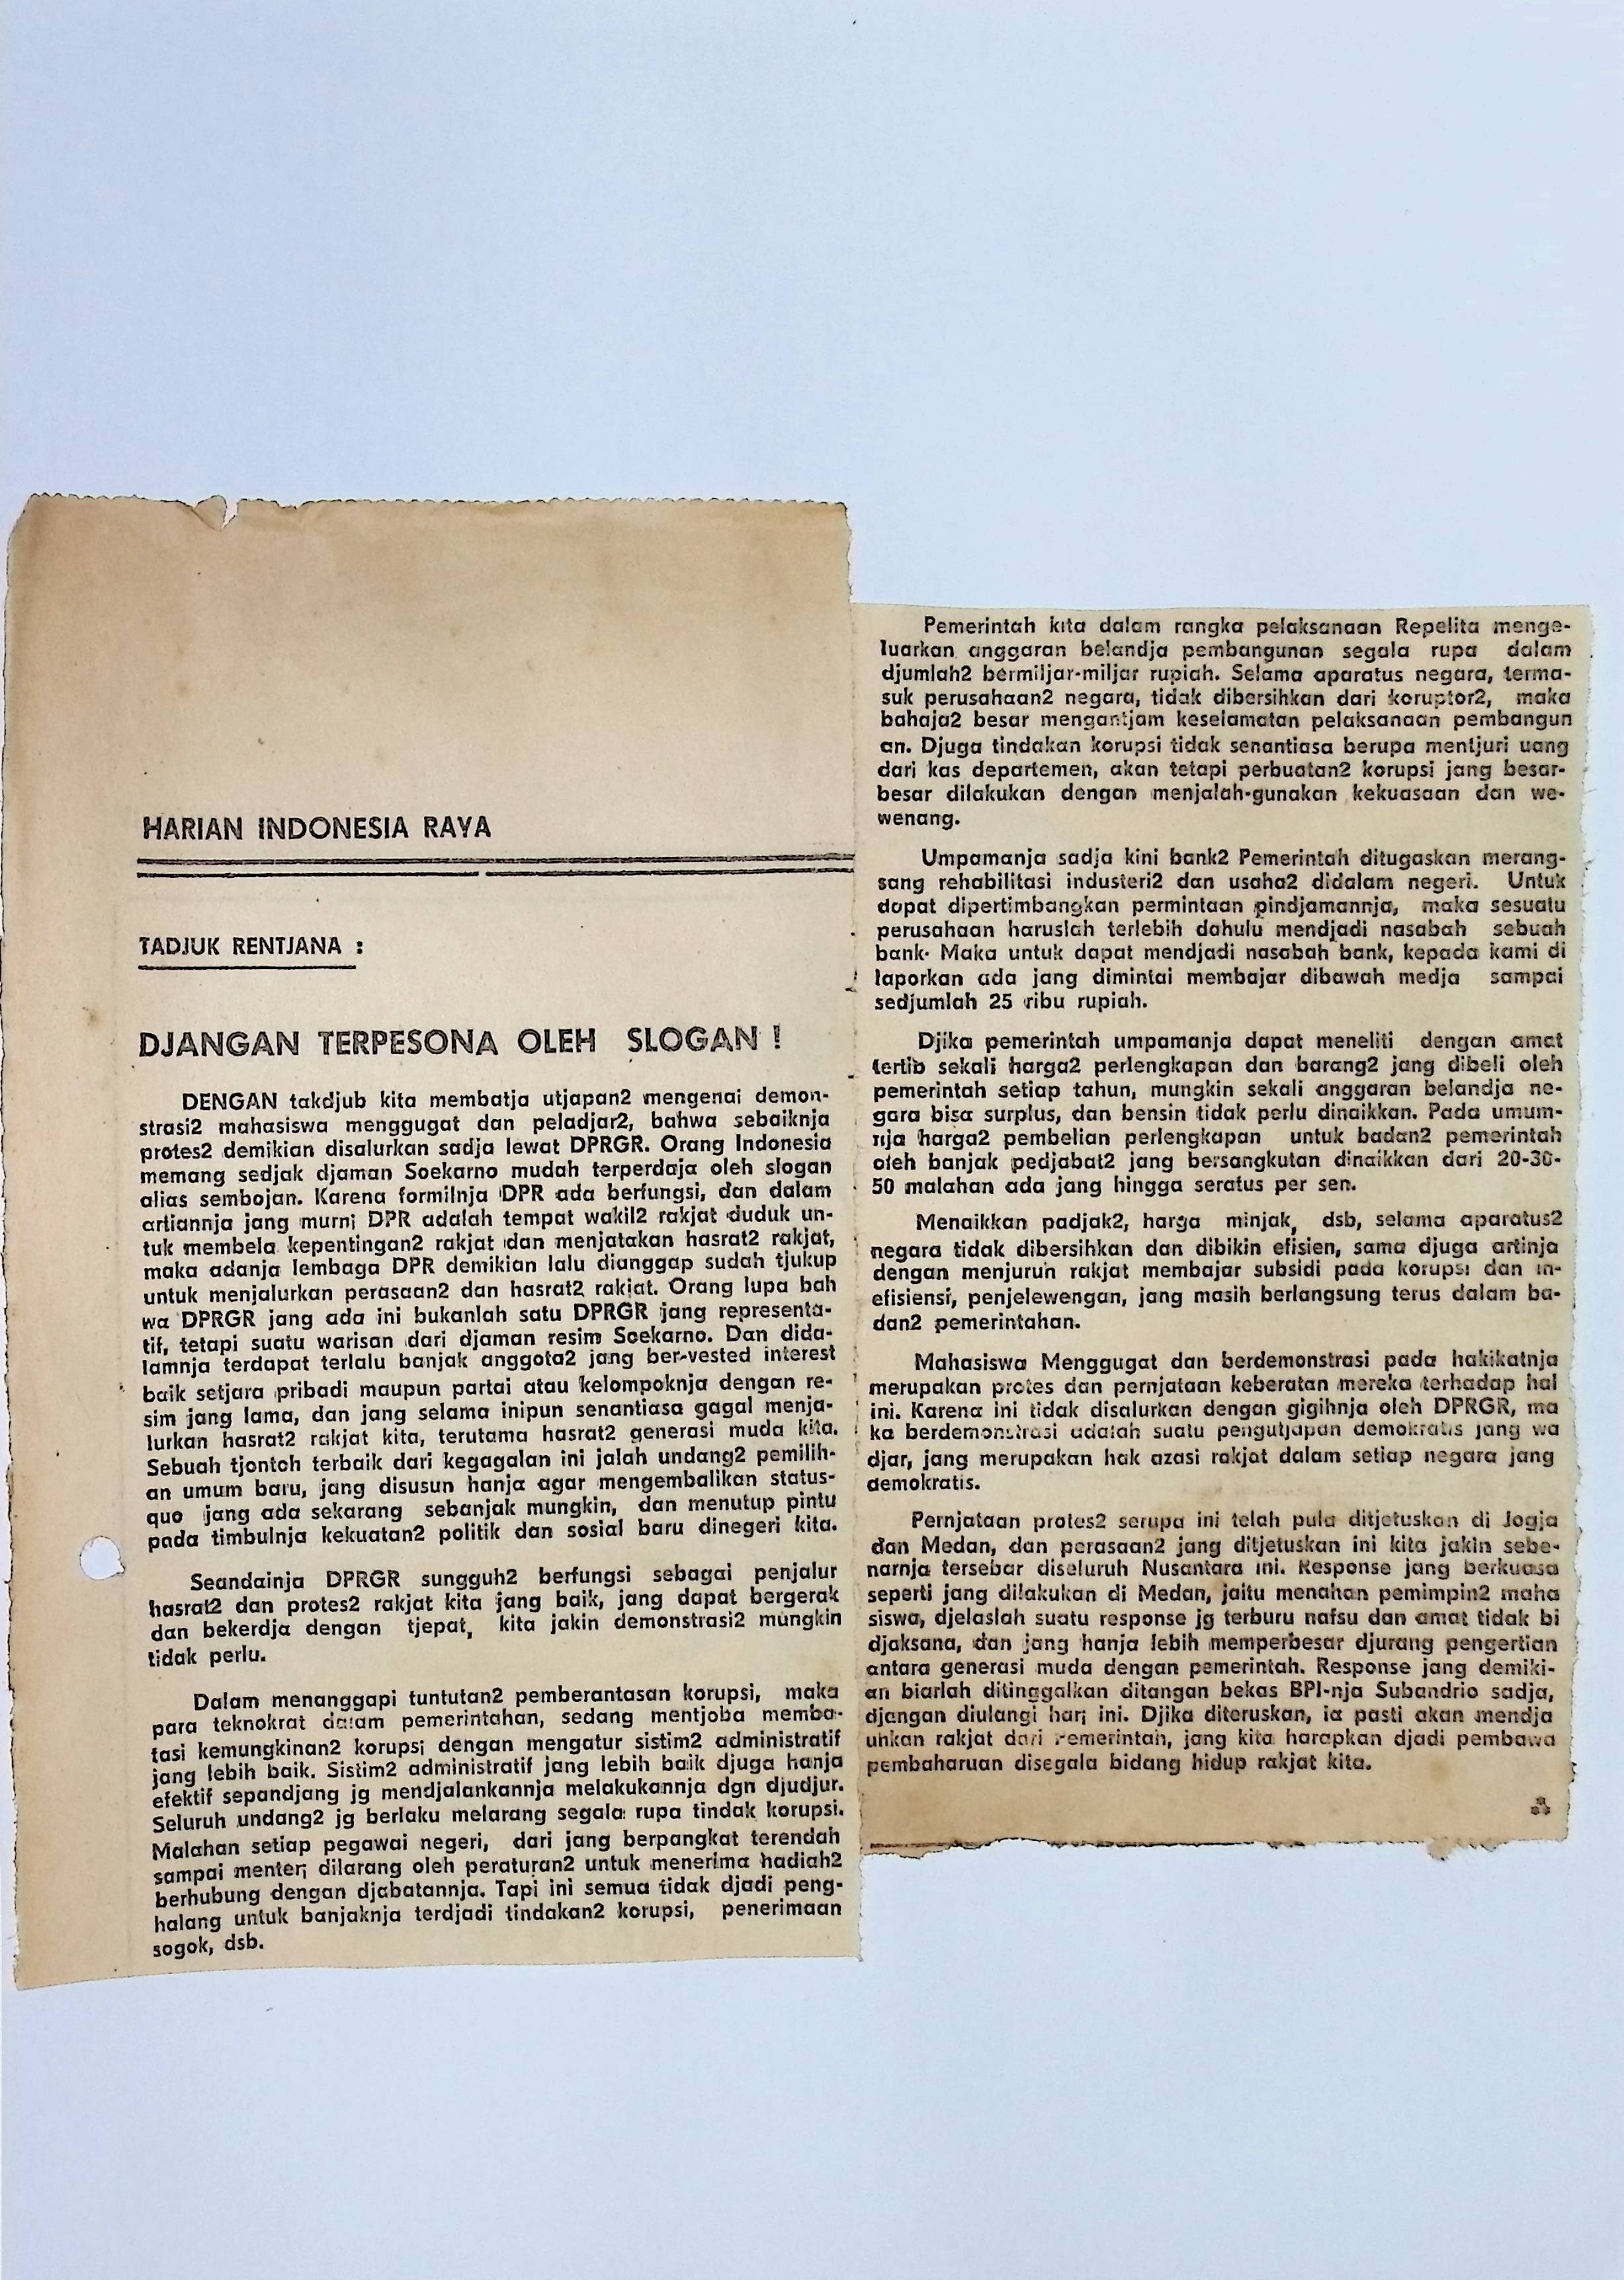 HARIAN INDONESIA RAYA
TADJUK RENTJANA :
DJANGAN TERPESONA OLEH SLOGAN !
DENGAN takdjub kita membatja utjapan2 mengenai demon-
strasi2 mahasiswa menggugat dan peladjar2, bahwa sebaiknja
protes2 demikian disalurkan sadja lewat DPRGR. Orang Indonesia
memang sedjak djaman Soekarno mudah terperdaja oleh slogan
alias sembojan. Karena formilnja DPR ada berfungsi, dan dalam
artiannja jang murni DPR adalah tempat wakil2 rakjat duduk un-
tuk membela kepentingan2 rakjat dan menjatakan hasrat2 rakjat,
maka adanja lembaga DPR demikian lalu dianggap sudah tjukup
untuk menjalurkan perasaan2 dan hasrat2 rakjat. Orang lupa bah
wa DPRGR jang ada ini bukanlah satu DPRGR jang representa-
tif, tetapi suatu warisan dari djaman resim Soekarno. Dan dida-
lamnja terdapat terlalu banjak anggota2 jang ber-vested interest
baik setjara pribadi maupun partai atau kelompoknja dengan re-
sim jang lama, dan jang selama inipun senantiasa gagal menja-
lurkan hasrat2 rakjat kita, terutama hasrat2 generasi muda kita.
Sebuah tjontoh terbaik dari kegagalan ini jalah undang2 pemilih-
an umum baru, jang disusun hanja agar mengembalikan status-
quo jang ada sekarang sebanjak mungkin, dan menutup pintu
pada timbulnja kekuatan2 politik dan sosial baru dinegeri kita.
Seandainja DPRGR sungguh2 berfungsi sebagai penjalur
hasrat2 dan protes2 rakjat kita jang baik, jang dapat bergerak
dan bekerdja dengan tjepat, kita jakin demonstrasi2 mungkin
tidak perlu.
Dalam menanggapi tuntutan2 pemberantasan korupsi, maka
para teknokrat dalam pemerintahan, sedang mentjoba memba-
tasi kemungkinan2 korupsi dengan mengatur sistim2 administratif
jang lebih baik. Sistim2 administratif jang lebih baik djuga hanja
efektif sepandjang jg mendjalankannja melakukannja dgn djudjur.
Seluruh undang2 jg berlaku melarang segala rupa tindak korupsi.
Malahan setiap pegawai negeri, dari jang berpangkat terendah
sampai menteri dilarang oleh peraturan2 untuk menerima hadiah2
berhubung dengan djabatannja. Tapi ini semua tidak djadi peng-
halang untuk banjaknja terdjadi tindakan2 korupsi, penerimaan
sogok, dsb.
Pemerintah kita dalam rangka pelaksanaan Repelita menge-
luarkan anggaran belandja pembangunan segala rupa dalam
djumlah2 bermiljar-miljar rupiah. Selama aparatus negara, terma-
suk perusahaan2 negara, tidak dibersihkan dari koruptor2, maka
bahaja2 besar mengantjam keselamatan pelaksanaan pembangun
an. Djuga tindakan korupsi tidak senantiasa berupa mentjuri uang
dari kas departemen, akan tetapi perbuatan2 korupsi jang besar-
besar dilakukan dengan menjalah-gunakan kekuasaan dan we-
wenang.
Umpamanja sadja kini bank2 Pemerintah ditugaskan merang-
sang rehabilitasi industeri2 dan usaha2 didalam negeri. Untuk
dapat dipertimbangkan permintaan pindjamannja, maka sesuatu
perusahaan haruslah terlebih dahulu mendjadi nasabah sebuah
bank. Maka untuk dapat mendjadi nasabah bank, kepada kami di
laporkan ada jang dimintai membajar dibawah medja sampai
sedjumlah 25 ribu rupiah.
Djika pemerintah umpamanja dapat meneliti dengan amat
tertib sekali harga2 perlengkapan dan barang2 jang dibeli oleh
pemerintah setiap tahun, mungkin sekali anggaran belandja ne-
gara bisa surplus, dan bensin tidak perlu dinaikkan. Pada umum-
nja harga2 pembelian perlengkapan untuk badan2 pemerintah
oleh banjak pedjabat2 jang bersangkutan dinaikkan dari 20-30-
50 malahan ada jang hingga seratus per sen.
Menaikkan padjak2, harga minjak, dsb, selama aparatus2
negara tidak dibersihkan dan dibikin efisien, sama djuga artinja
dengan menjuruh rakjat membajar subsidi pada korupsi dan in-
efisiensi, penjelewengan, jang masih berlangsung terus dalam ba-
dan2 pemerintahan.
Mahasiswa Menggugat dan berdemonstrasi pada hakikatnja
merupakan protes dan pernjataan keberatan mereka terhadap hal
ini. Karena ini tidak disalurkan dengan gigihnja oleh DPRGR, ma
ka berdemonstrasi adalah suatu pengutjapan demokratis jang wa
djar, jang merupakan hak azasi rakjat dalam setiap negara jang
demokratis.
Pernjataan protes2 serupa ini telah pula ditjetuskan di Jogja
dan Medan, dan perasaan2 jang ditjetuskan ini kita jakin sebe-
narnja tersebar diseluruh Nusantara ini. Response jang berkuasa
seperti jang dilakukan di Medan, jaitu menahan pemimpin2 maha
siswa, djelaslah suatu response jg terburu nafsu dan amat tidak bi
djaksana, dan jang hanja lebih memperbesar djurang pengertian
antara generasi muda dengan pemerintah. Response jang demiki-
an biarlah ditinggalkan ditangan bekas BPI-nja Subandrio sadja,
djangan diulangi hari ini. Djika diteruskan, ia pasti akan mendja
uhkan rakjat dari Pemerintah, jang kita harapkan djadi pembawa
pembaharuan disegala bidang hidup rakjat kita.